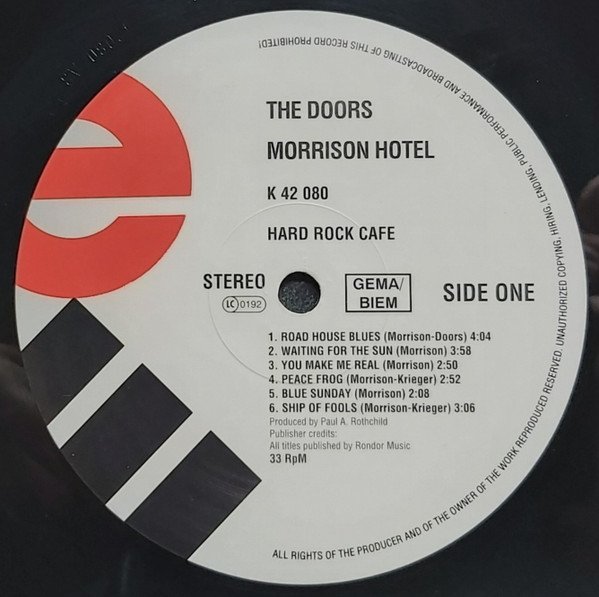 THE DOORS
MORRISON HOTEL
K 42 080
HARD ROCK CAFE
STEREO
LC 0192
GEMA/
BIEM
SIDE ONE
1. ROAD HOUSE BLUES (Morrison-Doors) 4:04
2. WAITING FOR THE SUN (Morrison) 3:58
3. YOU MAKE ME REAL (Morrison) 2:50
4. PEACE FROG (Morrison-Krieger) 2:52
5. BLUE SUNDAY (Morrison) 2:08
6. SHIP OF FOOLS (Morrison-Krieger) 3:06
Produced by Paul A. Rothchild
Publisher credits:
All titles published by Rondor Music
33 RpM
ALL RIGHTS OF THE PRODUCER AND OF THE OWNER OF THE WORK REPRODUCED RESERVED. UNAUTHORIZED COPYING, HIRING, LENDING, PUBLIC PERFORMANCE AND BROADCASTING OF THIS RECORD PROHIBITED!